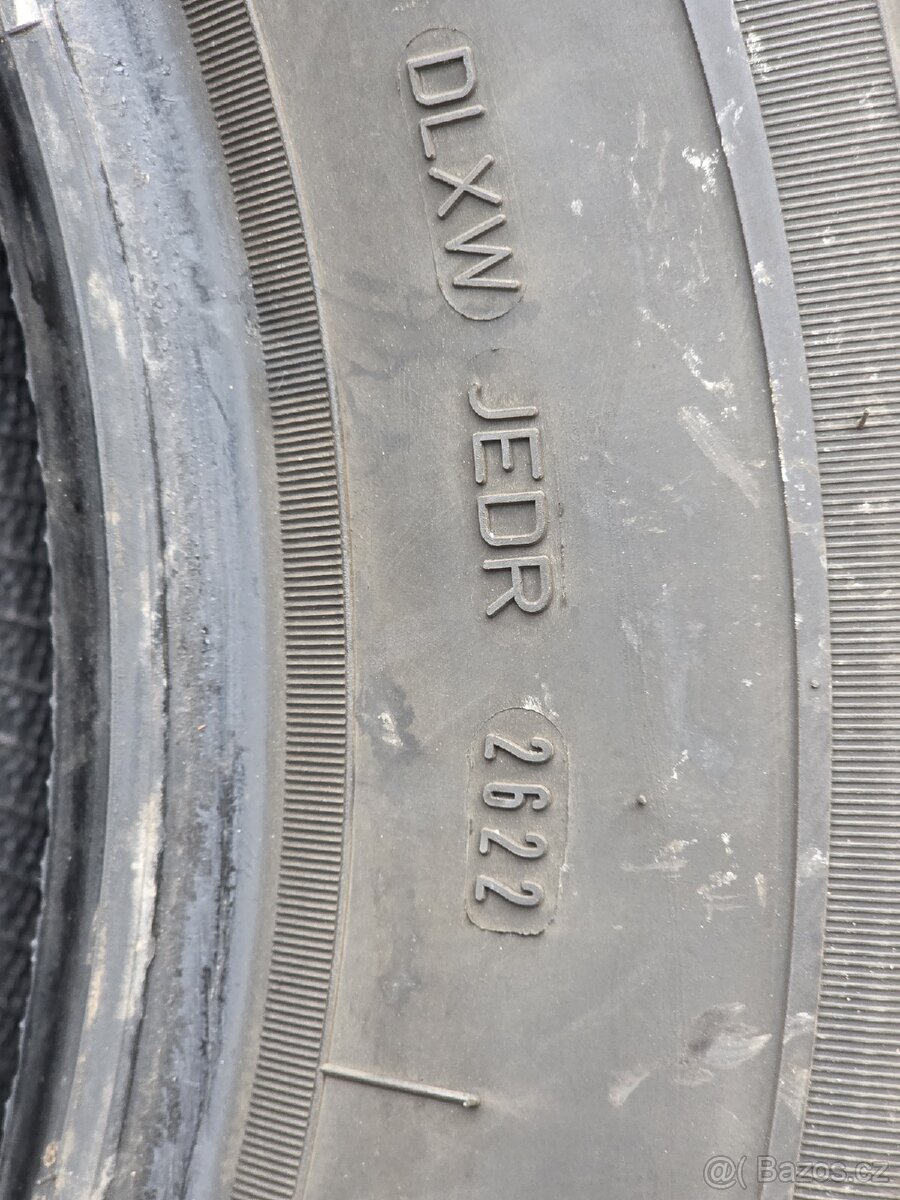 DLXW JEDR 2622
@( Bazos.cz